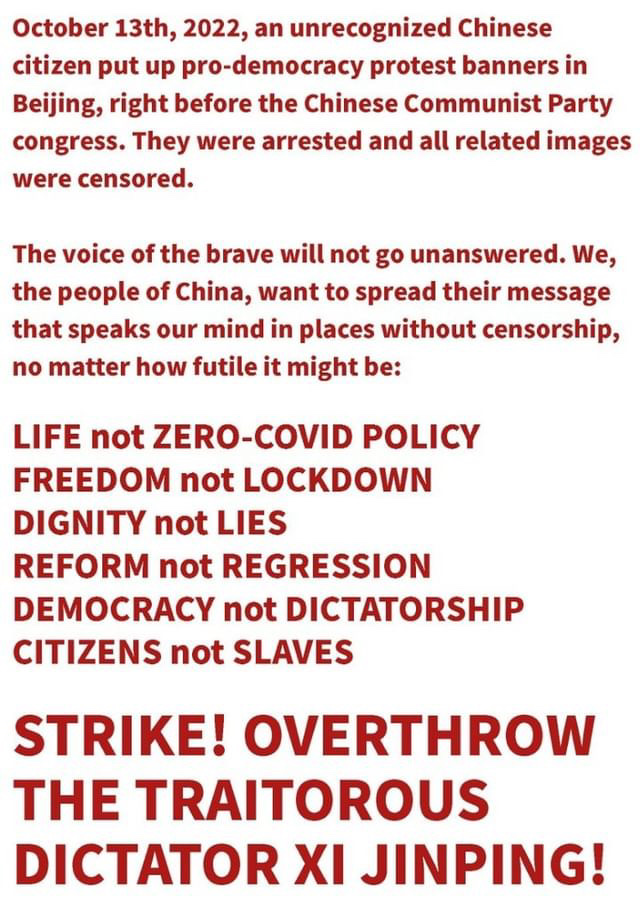 October 13th, 2022, an unrecognized Chinese
citizen put up pro-democracy protest banners in
Beijing, right before the Chinese Communist Party
congress. They were arrested and all related images
were censored.
The voice of the brave will not go unanswered. We,
the people of China, want to spread their message
that speaks our mind in places without censorship,
no matter how futile it might be:
LIFE not ZERO-COVID POLICY
FREEDOM not LOCKDOWN
DIGNITY not LIES
REFORM not REGRESSION
DEMOCRACY not DICTATORSHIP
CITIZENS not SLAVES
STRIKE! OVERTHROW
THE TRAITOROUS
DICTATOR XI JINPING!